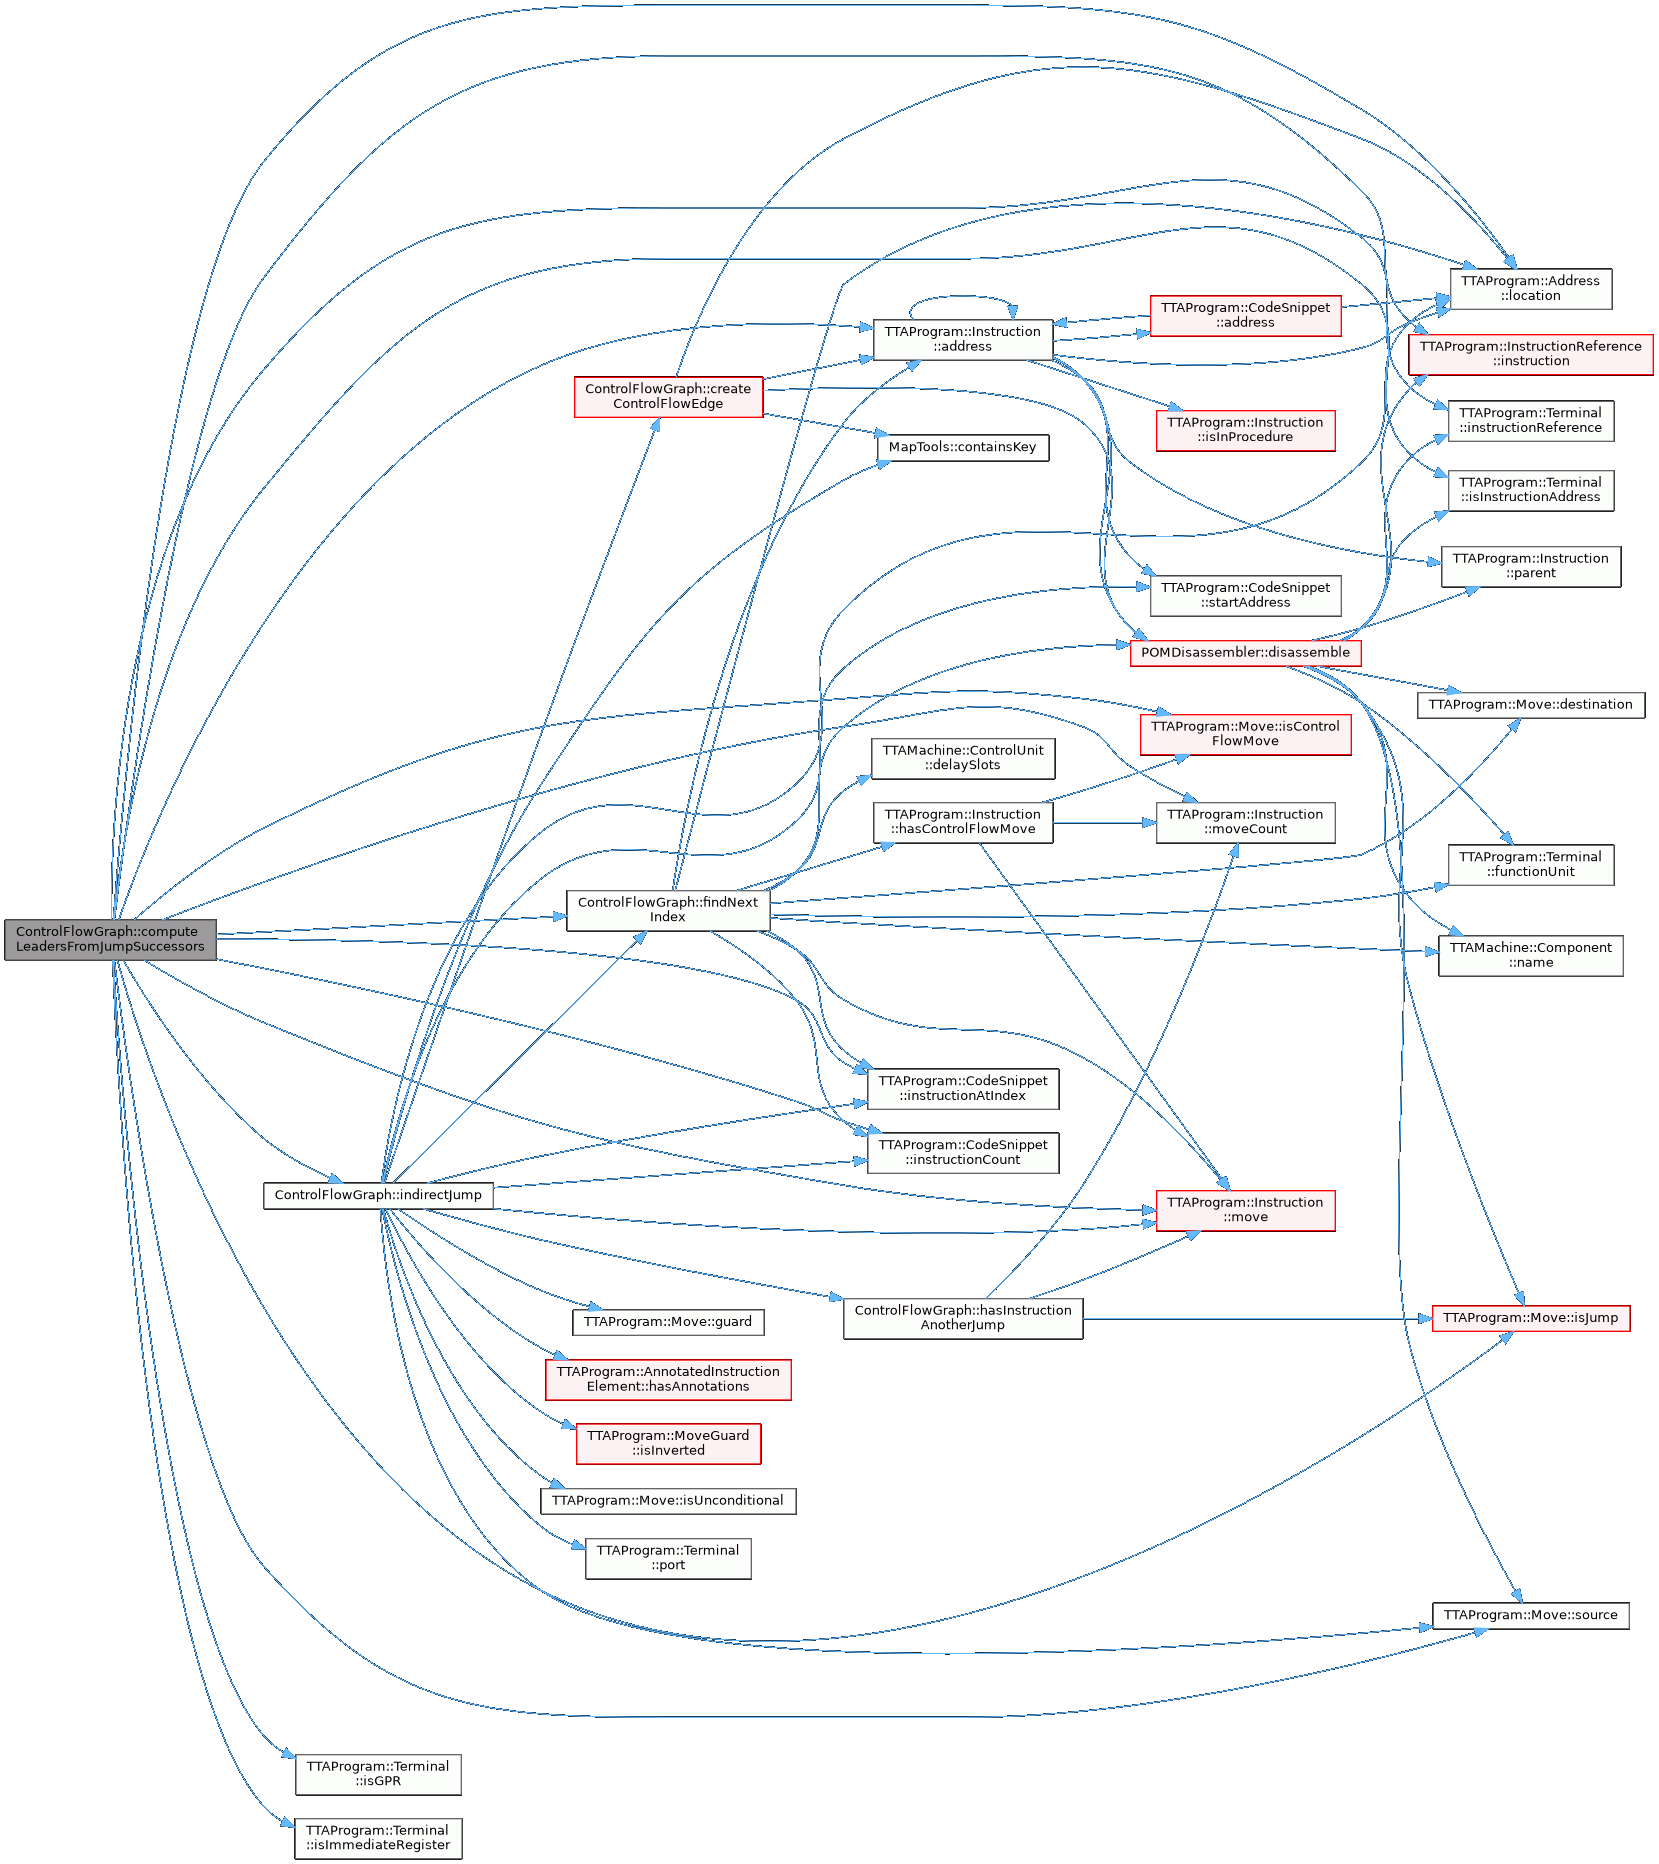 TTAProgram::Address
::location
TTAProgram::CodeSnippet
::address
TTAProgram::Instruction
::address
TTAProgram::InstructionReference
::instruction
ControlFlowGraph::create
ControlFlowEdge
TTAProgram::Terminal
::instructionReference
TTAProgram::Instruction
::isInProcedure
MapTools::containsKey
TTAProgram::Terminal
::isInstructionAddress
TTAProgram::Instruction
::parent
TTAProgram::CodeSnippet
::startAddress
POMDisassembler::disassemble
TTAProgram::Move::destination
TTAProgram::Move::isControl
FlowMove
TTAMachine::ControlUnit
::delaySlots
TTAProgram::Instruction
::hasControlFlowMove
TTAProgram::Instruction
::moveCount
TTAProgram::Terminal
::functionUnit
ControlFlowGraph::findNext
Index
ControlFlowGraph::compute
LeadersFromJumpSuccessors
TTAMachine::Component
::name
TTAProgram::CodeSnippet
::instructionAtIndex
TTAProgram::CodeSnippet
::instructionCount
ControlFlowGraph::indirectJump
TTAProgram::Instruction
::move
ControlFlowGraph::hasInstruction
AnotherJump
TTAProgram::Move::isJump
TTAProgram::Move::guard
TTAProgram::AnnotatedInstruction
Element::hasAnnotations
TTAProgram::MoveGuard
::isInverted
TTAProgram::Move::isUnconditional
TTAProgram::Terminal
::port
TTAProgram::Move::source
TTAProgram::Terminal
::isGPR
TTAProgram::Terminal
::isImmediateRegister